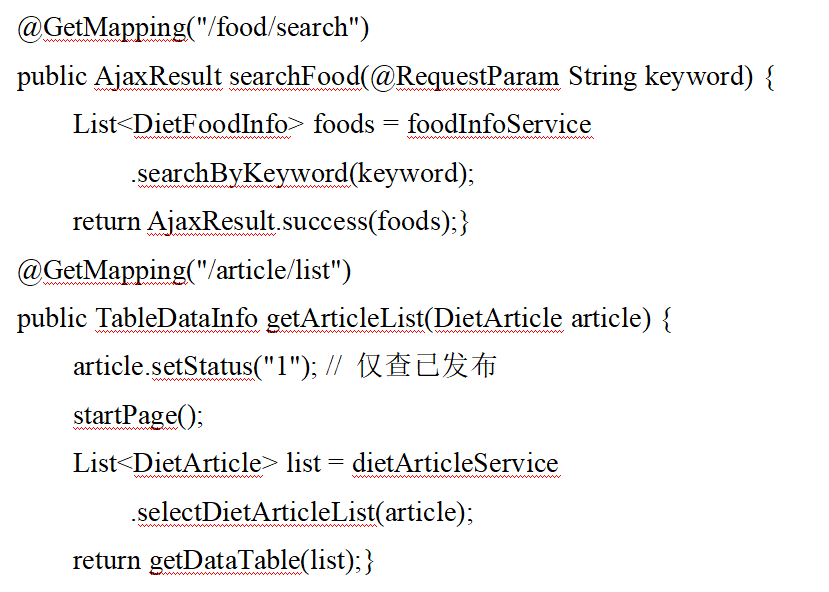 @GetMapping("/food/search")
public AjaxResult searchFood(@RequestParam String keyword) {
List<DietFoodInfo> foods = foodInfoService
.searchByKeyword(keyword);
return AjaxResult.success(foods);}
@GetMapping("/article/list")
public TableDataInfo getArticleList(DietArticle article) {
article.setStatus("1"); // 仅查已发布
startPage();
List<DietArticle> list = dietArticleService
.selectDietArticleList(article);
return getDataTable(list);}